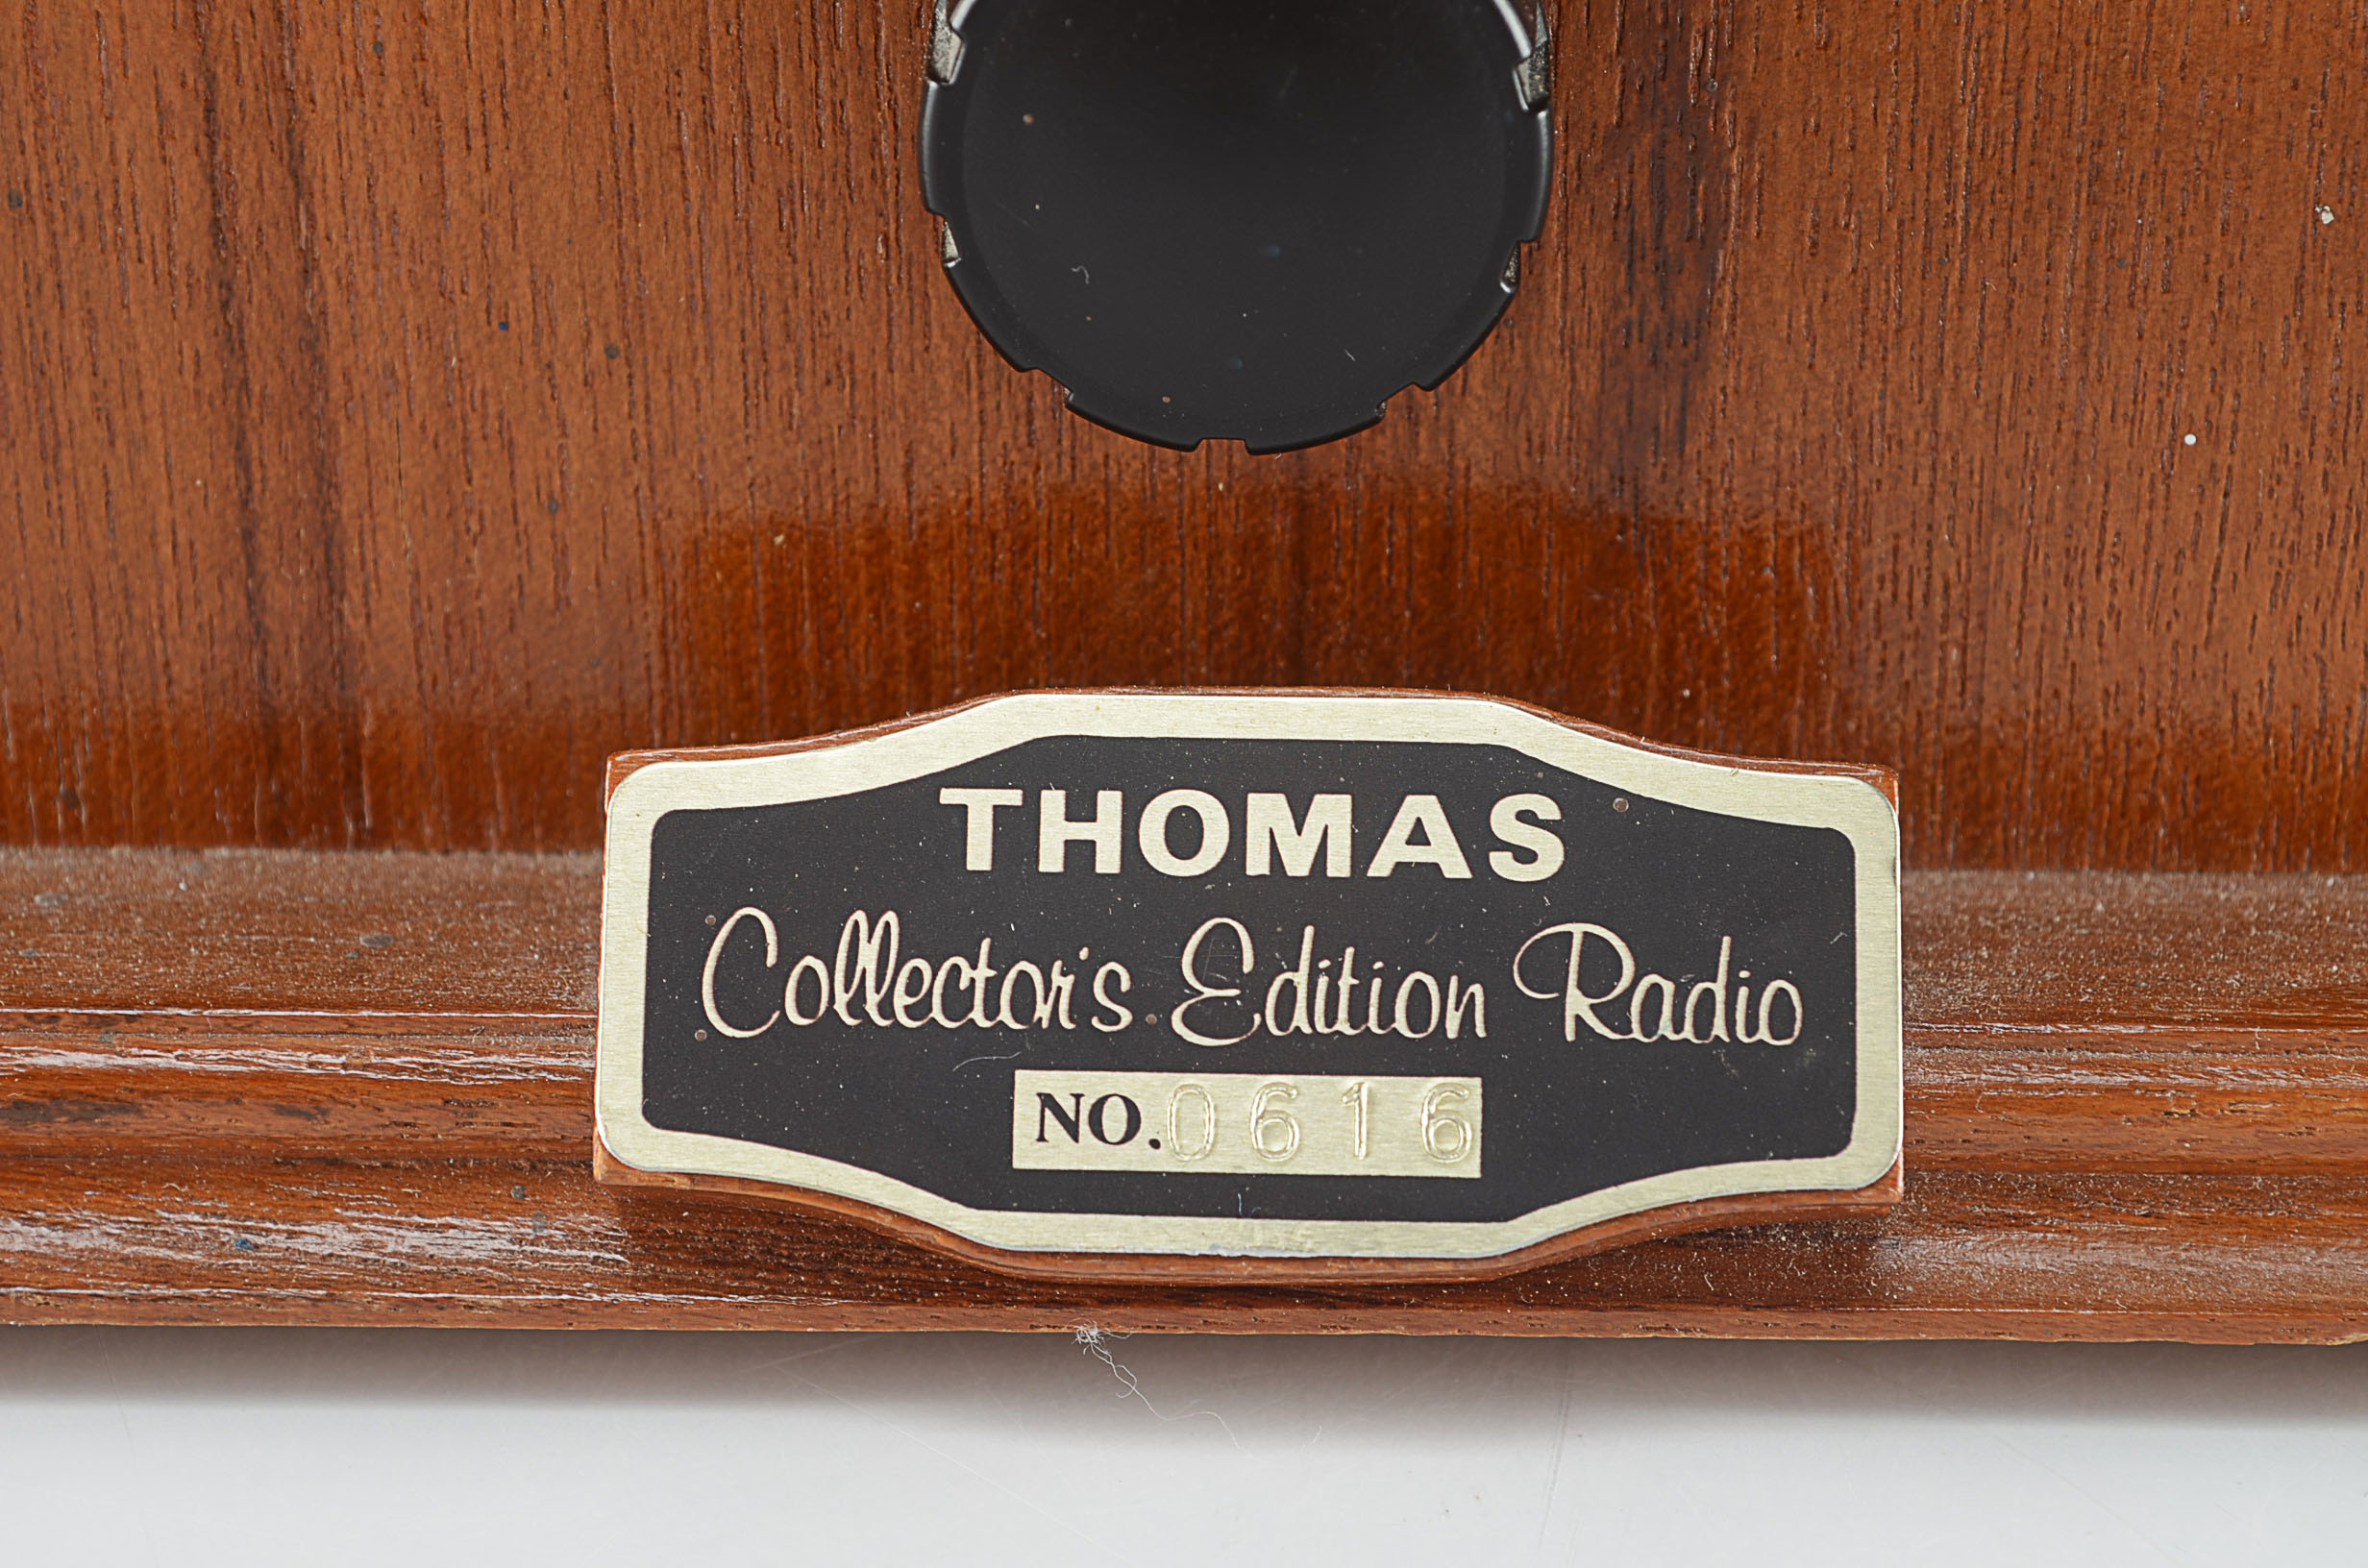 THOMAS
Collector's Edition Radio
NO. 0616